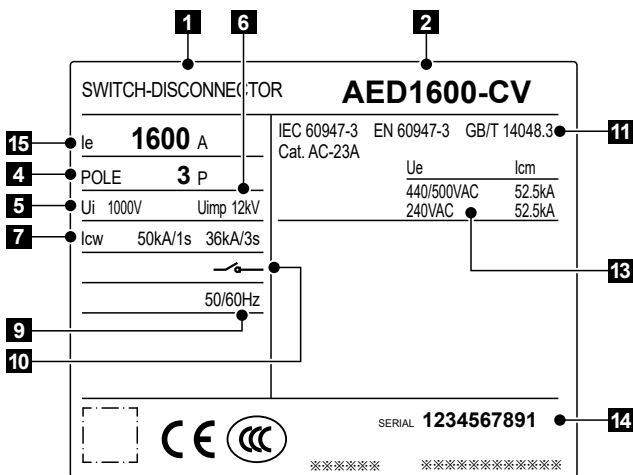 1
6
2
SWITCH-DISCONNECTOR
AED1600-CV
15
Ie 1600 A
IEC 60947-3 EN 60947-3 GB/T 14048.3
11
Cat. AC-23A
4
POLE 3 P
Ue Icm
440/500VAC 52.5kA
240VAC 52.5kA
5
Ui 1000V Uimp 12kV
7
Icw 50kA/1s 36kA/3s
13
50/60Hz
9
10
SERIAL 1234567891
14
CE CCC
※※※※※※ ※※※※※※※※※※※※